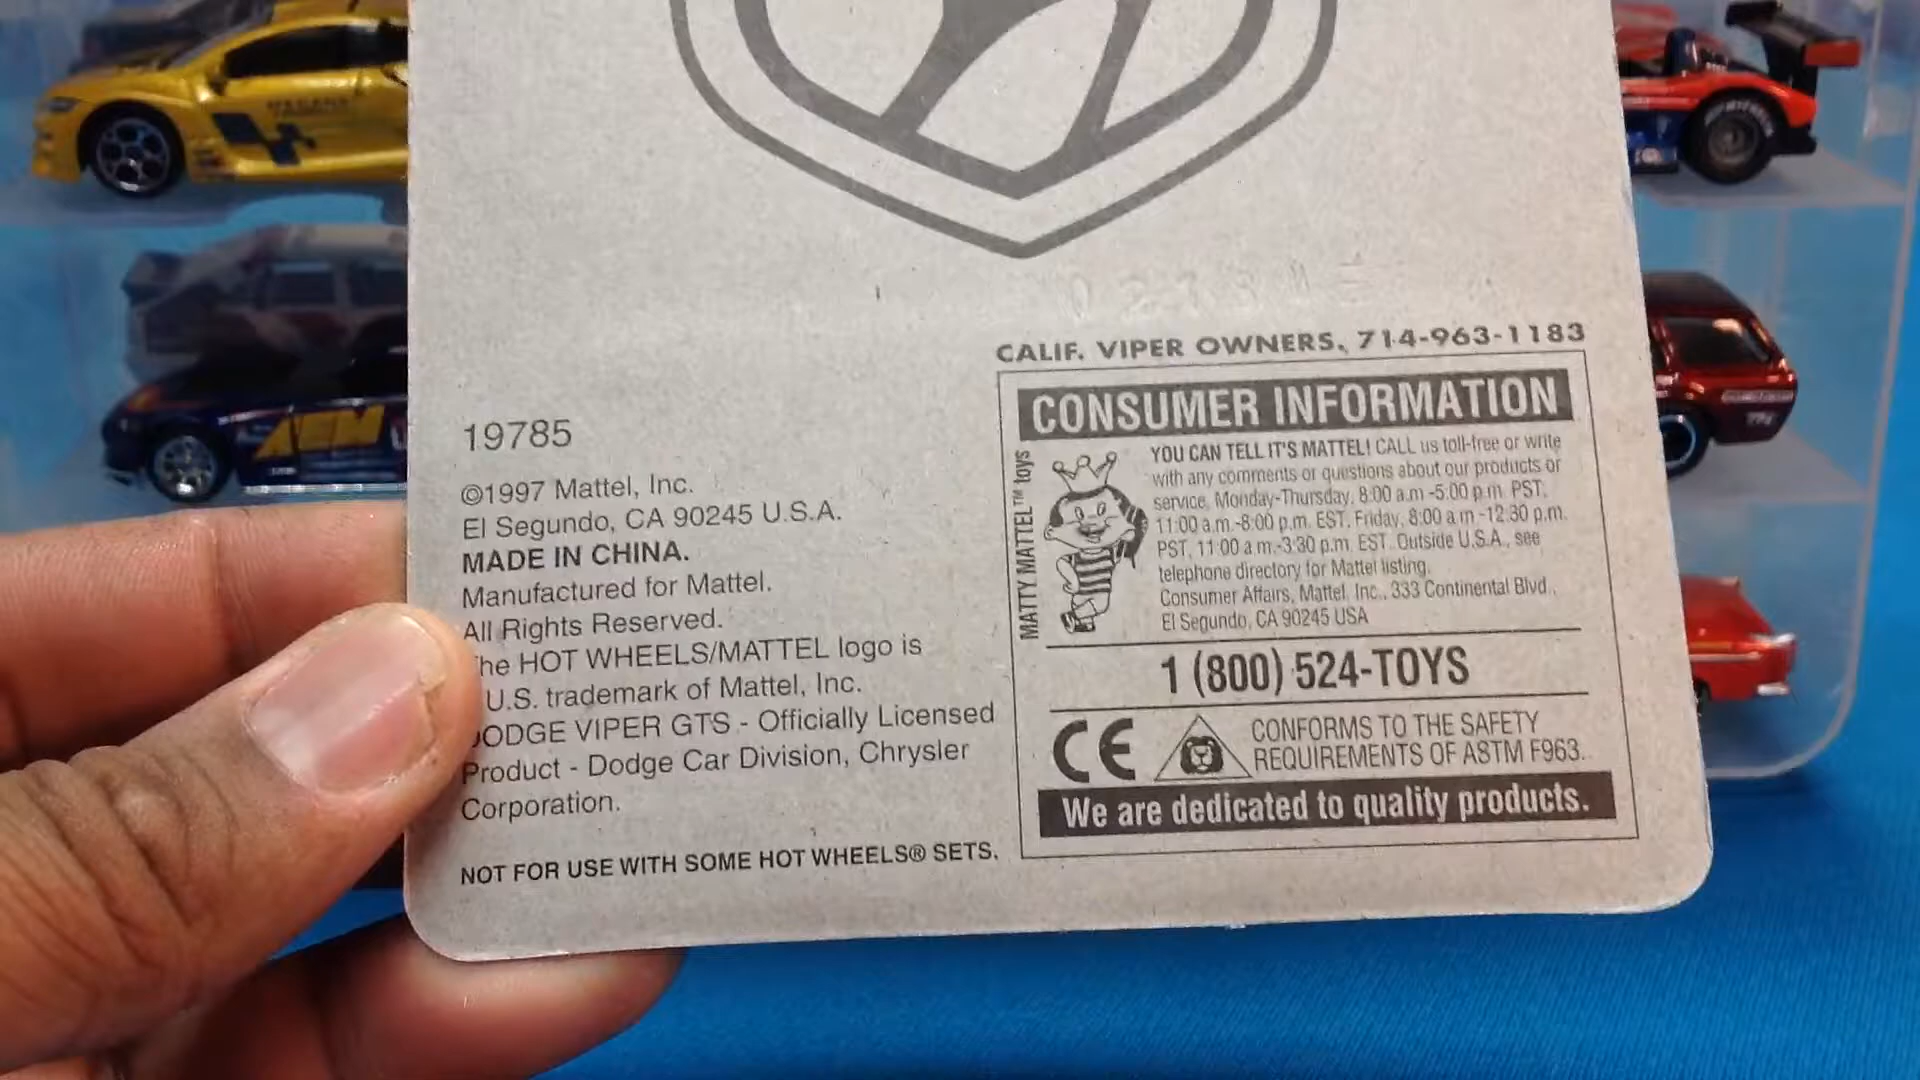 CALIF. VIPER OWNERS., 714-963-1183
19785
©1997 Mattel, Inc.
El Segundo, CA 90245 U.S.A.
MADE IN CHINA.
Manufactured for Mattel.
All Rights Reserved.
he HOT WHEELS/MATTEL logo is
U.S. trademark of Mattel, Inc.
ODGE VIPER GTS - Officially Licensed
Product - Dodge Car Division, Chrysler
Corporation.
NOT FOR USE WITH SOME HOT WHEELS® SETS.
CONSUMER INFORMATION
MATTY MATTEL™ toys
YOU CAN TELL IT'S MATTEL! CALL us toll-free or write
with any comments or questions about our products or
service, Monday-Thursday, 8:00 a.m.-5:00 p.m. PST,
11:00 a.m.-8:00 p.m. EST, Friday, 8:00 a.m.-12:30 p.m.
PST, 11:00 a.m.-3:30 p.m. EST. Outside U.S.A., see
telephone directory for Mattel listing.
Consumer Affairs, Mattel, Inc., 333 Continental Blvd.,
El Segundo, CA 90245 USA
1 (800) 524-TOYS
CE
CONFORMS TO THE SAFETY
REQUIREMENTS OF ASTM F963.
We are dedicated to quality products.
AEM